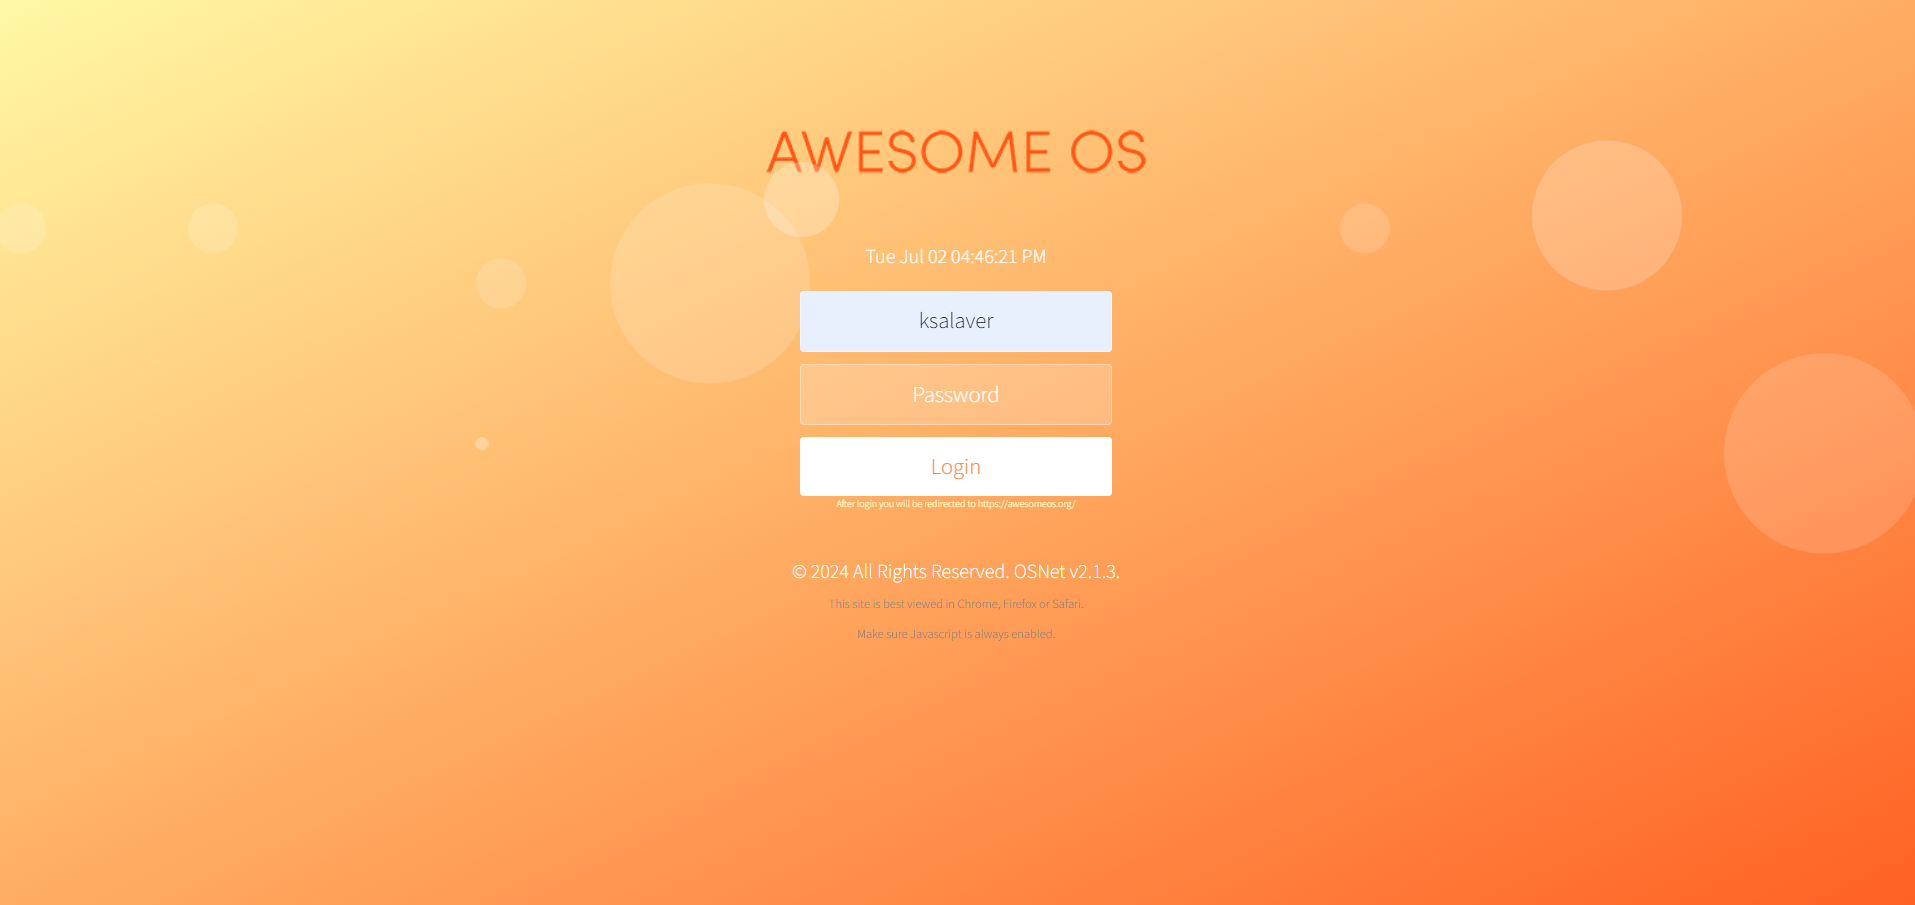 AWESOME OS
Tue Jul 02 04:46:21 PM
ksalaver
Password
Login
After login you will be redirected to https://awesomeos.org/
© 2024 All Rights Reserved. OSNet v2.1.3.
This site is best viewed in Chrome, Firefox or Safari.
Make sure Javascript is always enabled.